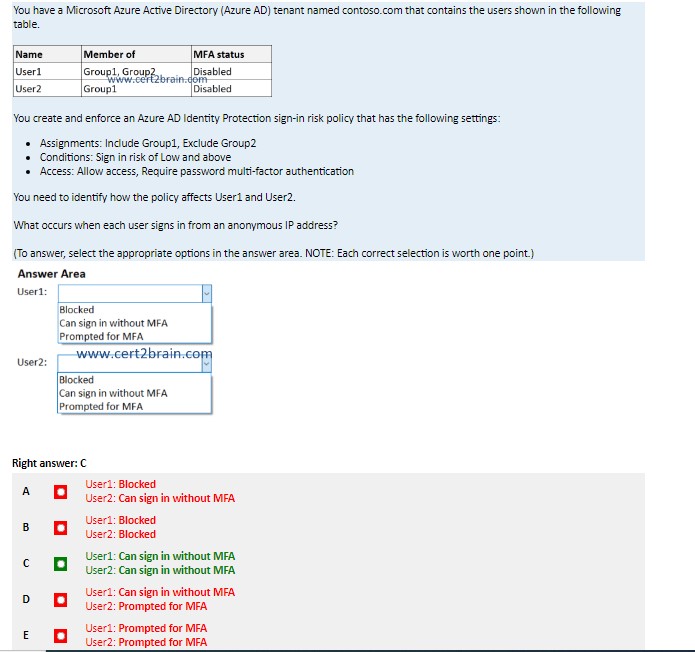 You have a Microsoft Azure Active Directory (Azure AD) tenant named contoso.com that contains the users shown in the following
table.
Name Member of MFA status
User1 Group1, Group2 Disabled
www.cert2brain.com
User2 Group1 Disabled
You create and enforce an Azure AD Identity Protection sign-in risk policy that has the following settings:
• Assignments: Include Group1, Exclude Group2
• Conditions: Sign in risk of Low and above
• Access: Allow access, Require password multi-factor authentication
You need to identify how the policy affects User1 and User2.
What occurs when each user signs in from an anonymous IP address?
(To answer, select the appropriate options in the answer area. NOTE: Each correct selection is worth one point.)
Answer Area
User1:
Blocked
Can sign in without MFA
Prompted for MFA
www.cert2brain.com
User2:
Blocked
Can sign in without MFA
Prompted for MFA
Right answer: C
A User1: Blocked
User2: Can sign in without MFA
B User1: Blocked
User2: Blocked
C User1: Can sign in without MFA
User2: Can sign in without MFA
D User1: Can sign in without MFA
User2: Prompted for MFA
E User1: Prompted for MFA
User2: Prompted for MFA